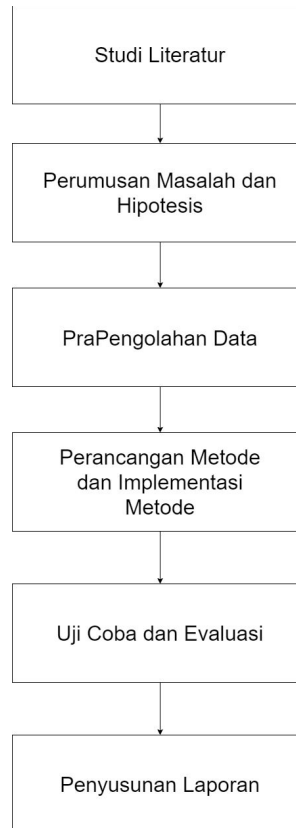 Studi Literatur
Perumusan Masalah dan
Hipotesis
PraPengolahan Data
Perancangan Metode
dan Implementasi
Metode
Uji Coba dan Evaluasi
Penyusunan Laporan